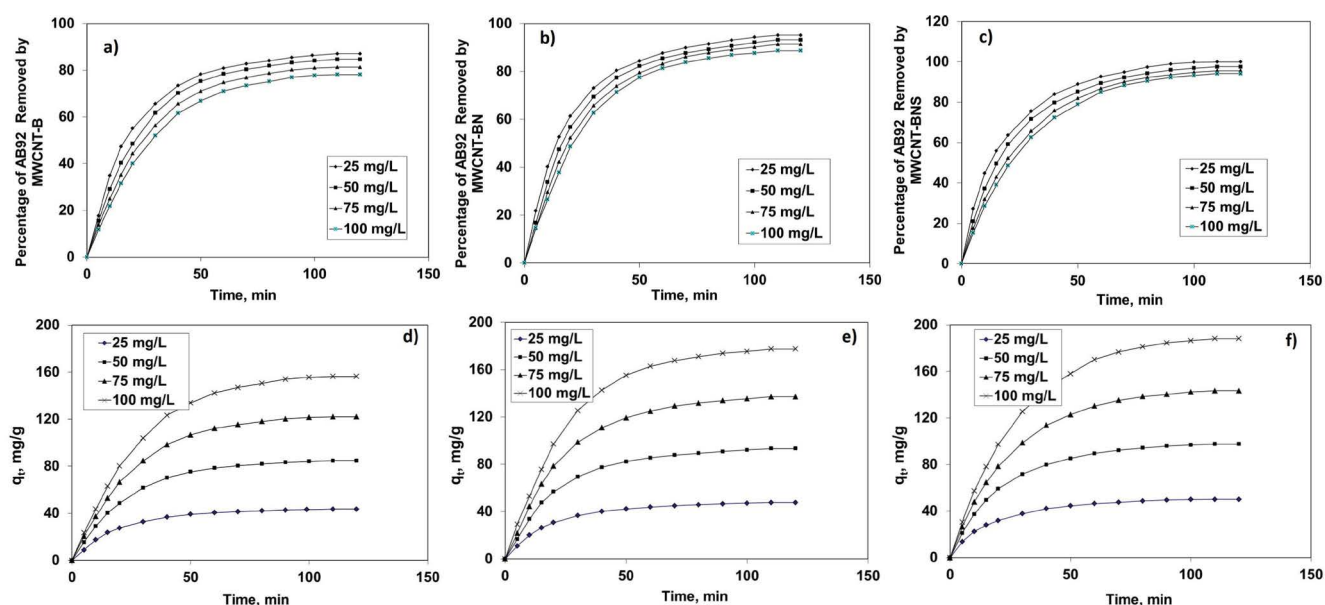 a)
Percentage of AB92 Removed by
MWCNT-B
100
80
60
40
20
0
25 mg/L
50 mg/L
75 mg/L
100 mg/L
0
50
100
150
Time, min
b)
Percentage of AB92 Removed by
MWCNT-BN
100
80
60
40
20
0
25 mg/L
50 mg/L
75 mg/L
100 mg/L
0
50
100
150
Time, min
c)
Percentage of AB92 Removed by
MWCNT-BNS
120
100
80
60
40
20
0
25 mg/L
50 mg/L
75 mg/L
100 mg/L
0
50
100
150
Time, min
d)
qt, mg/g
200
160
120
80
40
0
25 mg/L
50 mg/L
75 mg/L
100 mg/L
0
50
100
150
Time, min
e)
qt, mg/g
200
160
120
80
40
0
25 mg/L
50 mg/L
75 mg/L
100 mg/L
0
50
100
150
Time, min
f)
qt, mg/g
200
160
120
80
40
0
25 mg/L
50 mg/L
75 mg/L
100 mg/L
0
50
100
150
Time, min